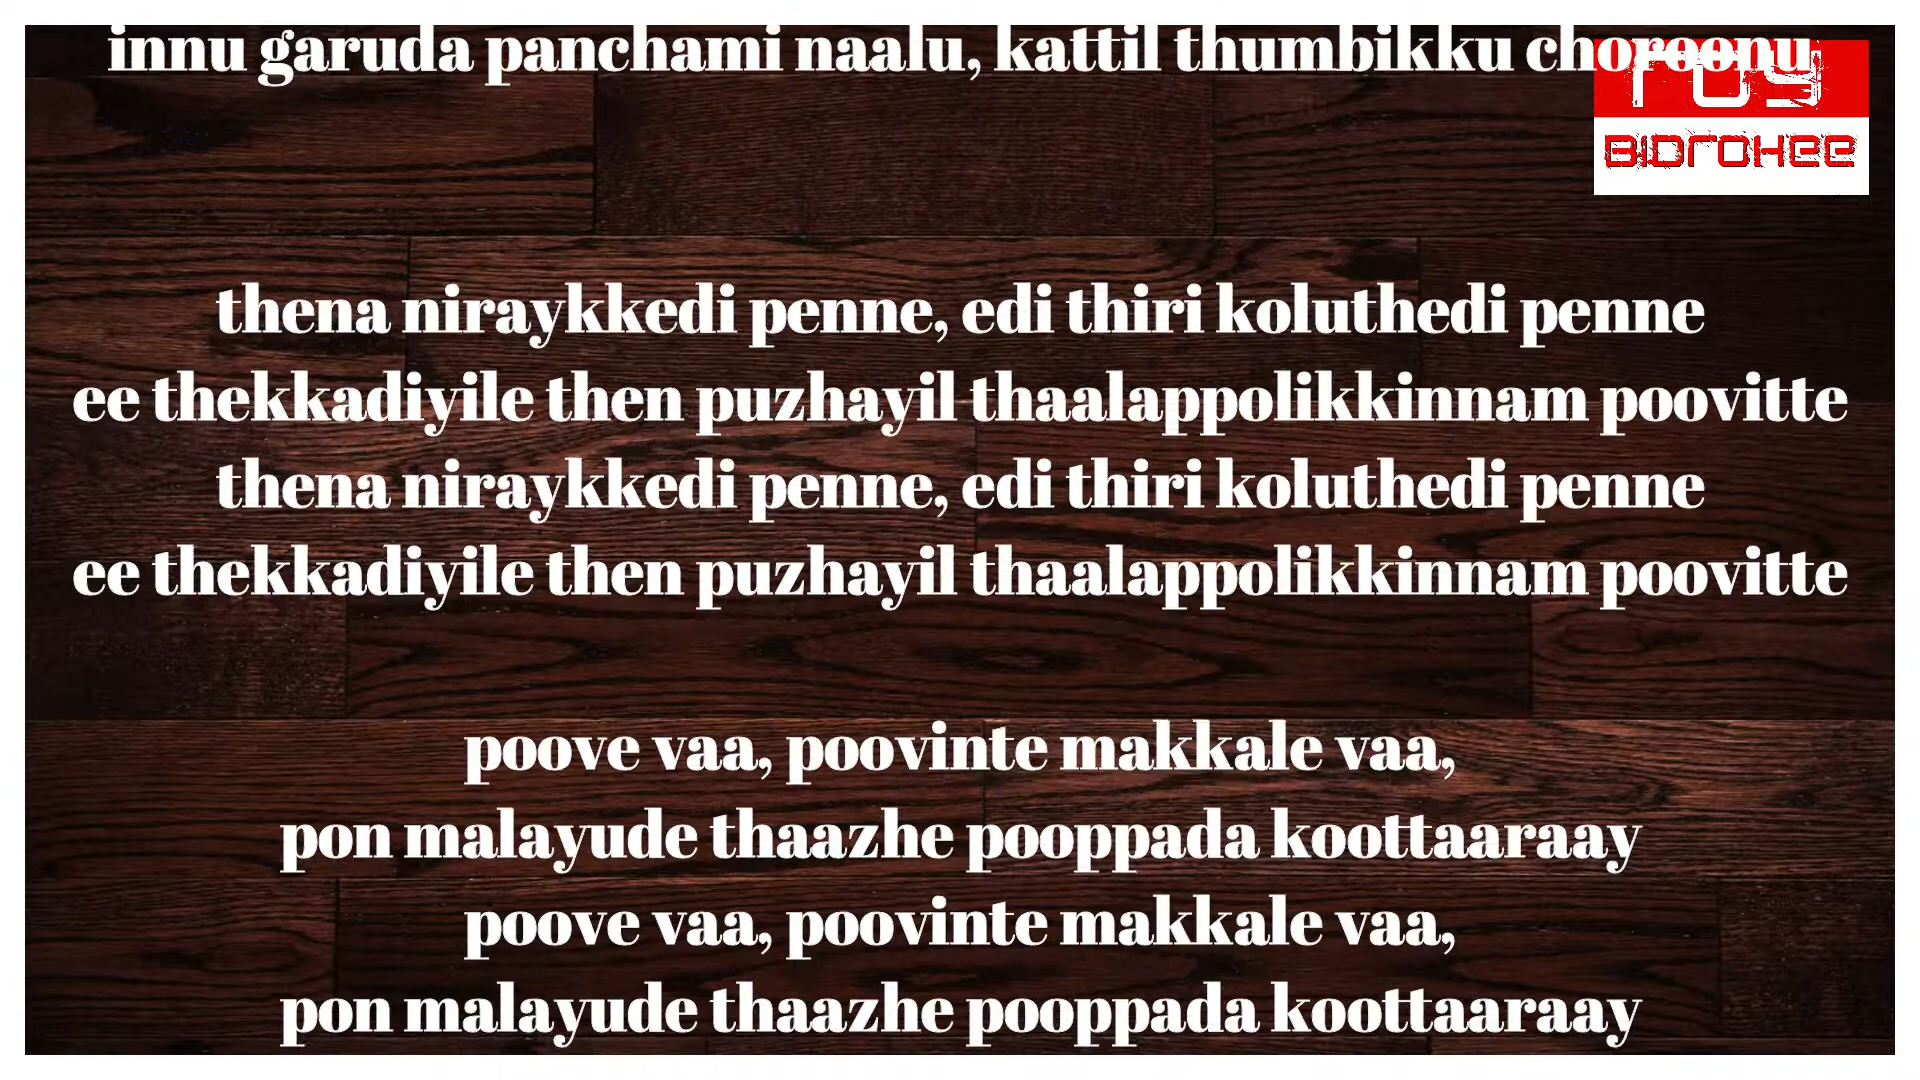 innu garuda panchami naalu, kattil thumbikku choroonu
roy
BIDroHee
thena niraykkedi penne, edi thiri koluthedi penne
ee thekkadiyile then puzhayil thaalappolikkinnam poovitte
thena niraykkedi penne, edi thiri koluthedi penne
ee thekkadiyile then puzhayil thaalappolikkinnam poovitte
poove vaa, poovinte makkale vaa,
pon malayude thaazhe pooppada koottaaraay
poove vaa, poovinte makkale vaa,
pon malayude thaazhe pooppada koottaaraay